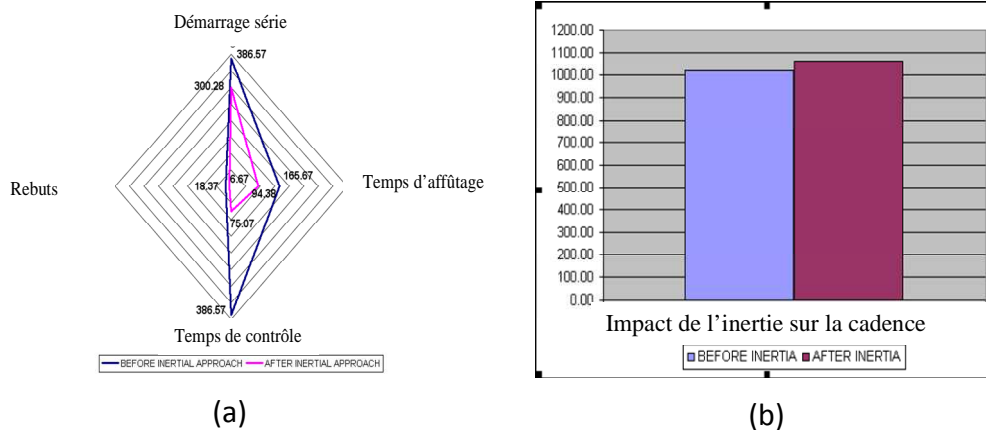 Démarrage série
386.57
300.28
165.67
18.37
6.67
94.38
75.07
386.57
Rebuts
Temps d’affûtage
Temps de contrôle
BEFORE INERTIAL APPROACH AFTER INERTIAL APPROACH
(a)
1200.00
1100.00
1000.00
900.00
800.00
700.00
600.00
500.00
400.00
300.00
200.00
100.00
0.00
Impact de l’inertie sur la cadence
BEFORE INERTIA AFTER INERTIA
(b)